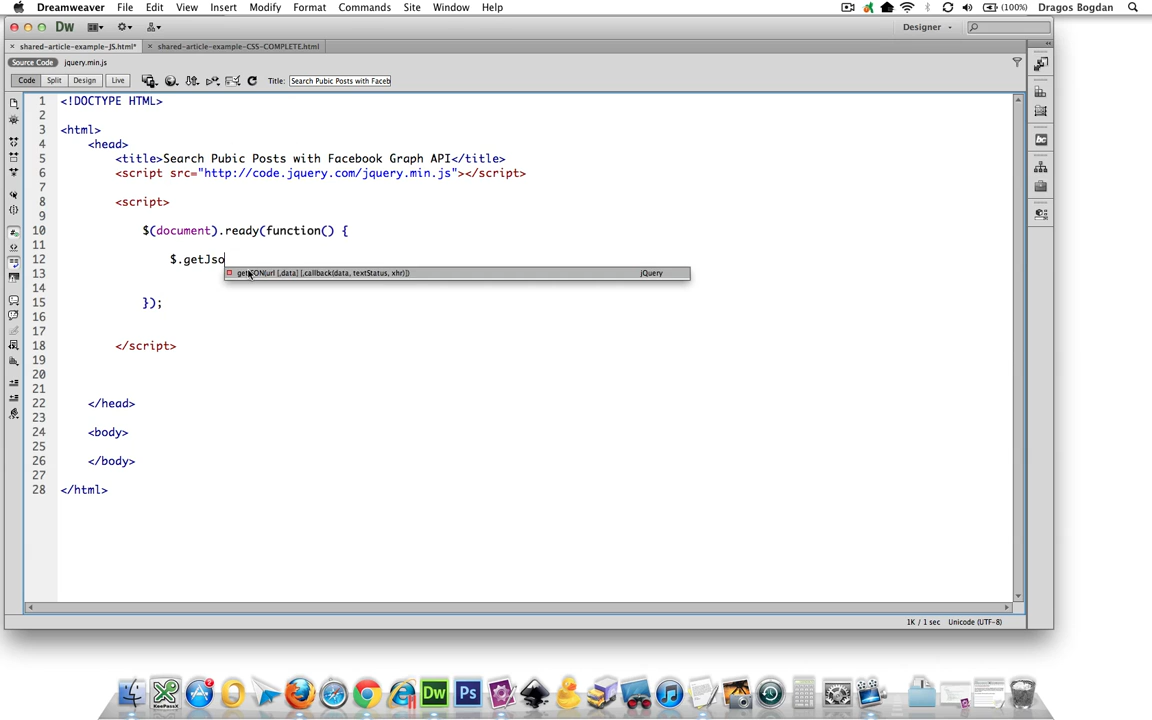 Dreamweaver File Edit View Insert Modify Format Commands Site Window Help (100%) Dragos Bogdan
Dw Designer
shared-article-example-JS.html* shared-article-example-CSS-COMPLETE.html
Source Code jquery.min.js
Code Split Design Live Title: Search Pubic Posts with Faceb
1 <!DOCTYPE HTML>
2
3 <html>
4 <head>
5 <title>Search Pubic Posts with Facebook Graph API</title>
6 <script src="http://code.jquery.com/jquery.min.js"></script>
7
8 <script>
9
10 $(document).ready(function() {
11
12 $.getJso
13 getJSON(url [,data] [,callback(data, textStatus, xhr)]) jQuery
14
15 });
16
17
18 </script>
19
20
21
22 </head>
23
24 <body>
25
26 </body>
27
28 </html>
1K / 1 sec Unicode (UTF-8)
Dw Ps